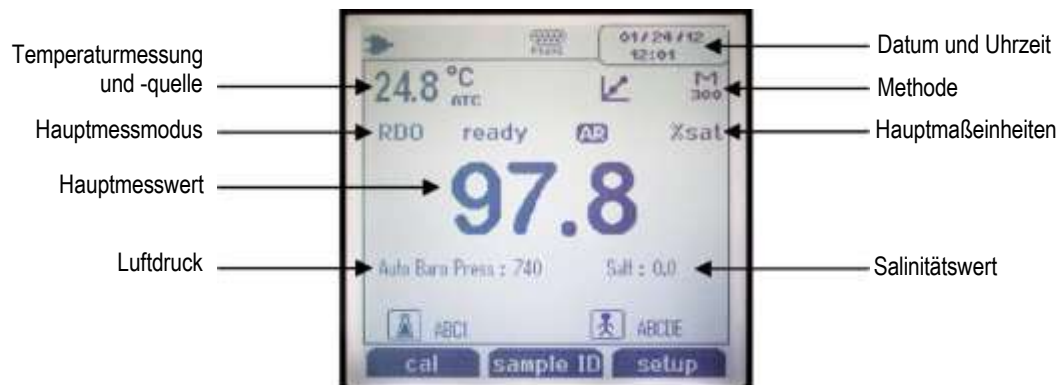 01/24/12
12:01
Temperaturmessung
und -quelle
Datum und Uhrzeit
24.8 °C
ATC
M
300
Methode
Hauptmessmodus
RDO ready AR %sat
Hauptmaßeinheiten
Hauptmesswert
97.8
Luftdruck
Auto Baro Press : 740 Salt : 0.0
Salinitätswert
ABC1 ABCDE
cal sample ID setup